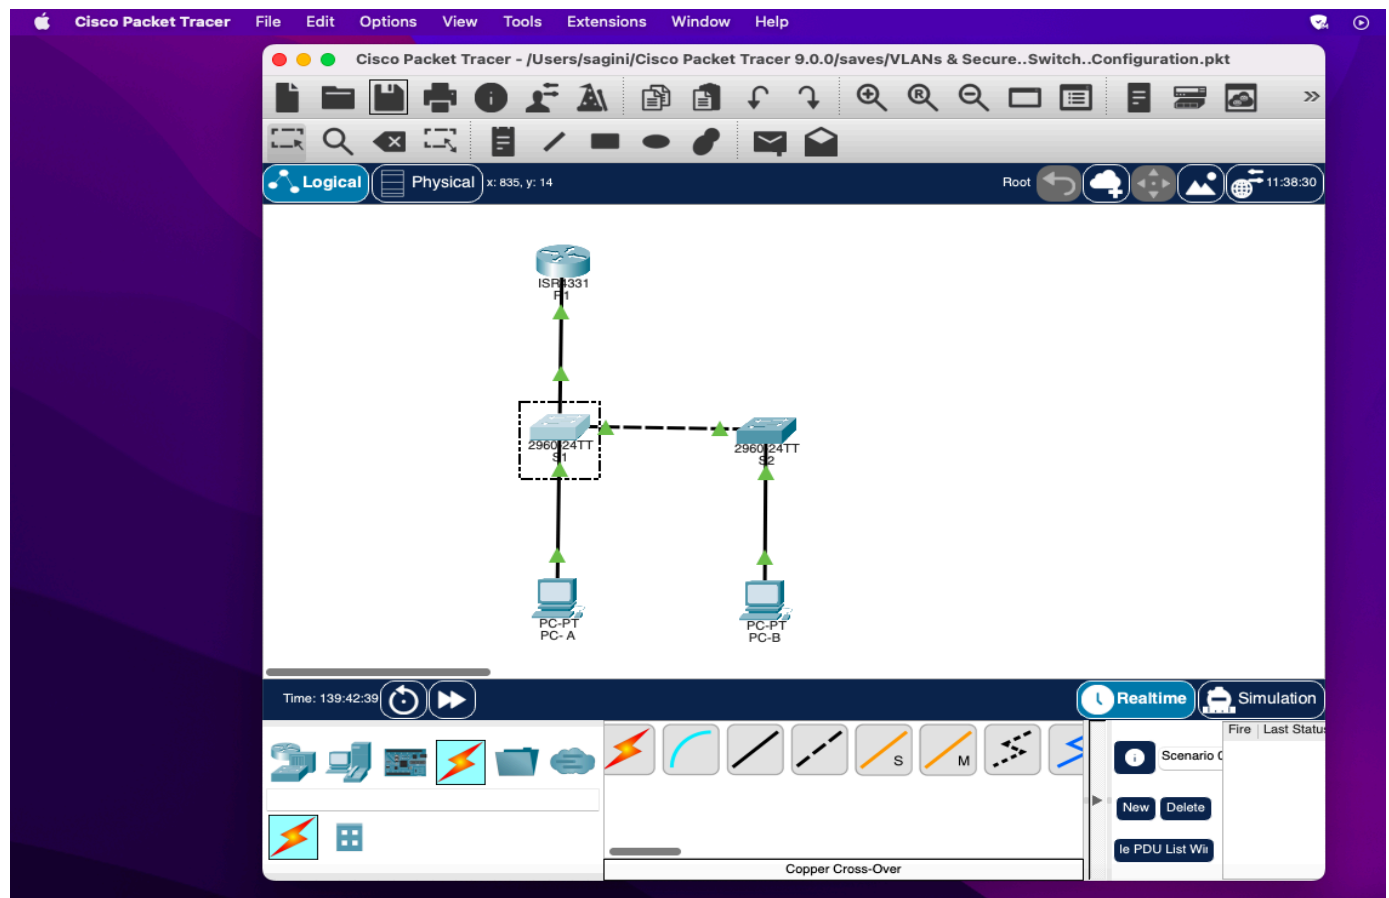 Cisco Packet Tracer File Edit Options View Tools Extensions Window Help
Cisco Packet Tracer - /Users/sagini/Cisco Packet Tracer 9.0.0/saves/VLANs & Secure..Switch..Configuration.pkt
Logical Physical x: 835, y: 14 Root 11:38:30
ISR4331
R1
2960-24TT
S1
2960-24TT
S2
PC-PT
PC- A
PC-PT
PC-B
Time: 139:42:39 Realtime Simulation
Fire Last Status
S M
Scenario 0
New Delete
le PDU List Wi
Copper Cross-Over